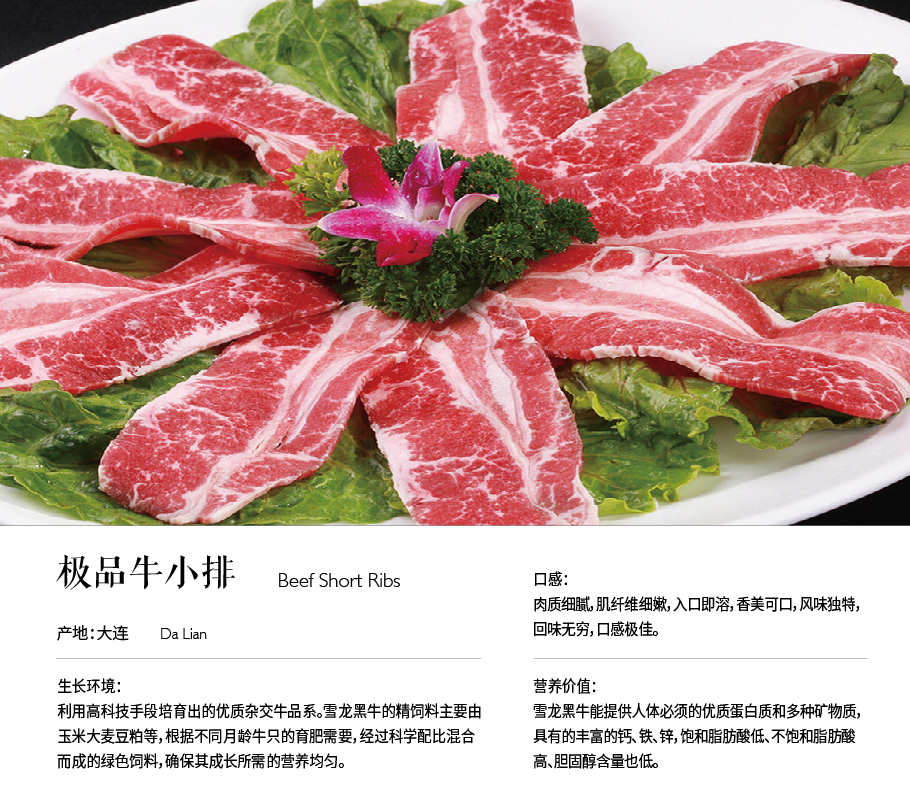 极品牛小排 Beef Short Ribs
产地：大连 Da Lian
生长环境：
利用高科技手段培育出的优质杂交牛品系。雪龙黑牛的精饲料主要由
玉米大麦豆粕等，根据不同月龄牛只的育肥需要，经过科学配比混合
而成的绿色饲料，确保其成长所需的营养均匀。
口感：
肉质细腻，肌纤维细嫩，入口即溶，香美可口，风味独特，
回味无穷，口感极佳。
营养价值：
雪龙黑牛能提供人体必须的优质蛋白质和多种矿物质，
具有的丰富的钙、铁、锌，饱和脂肪酸低、不饱和脂肪酸
高、胆固醇含量也低。